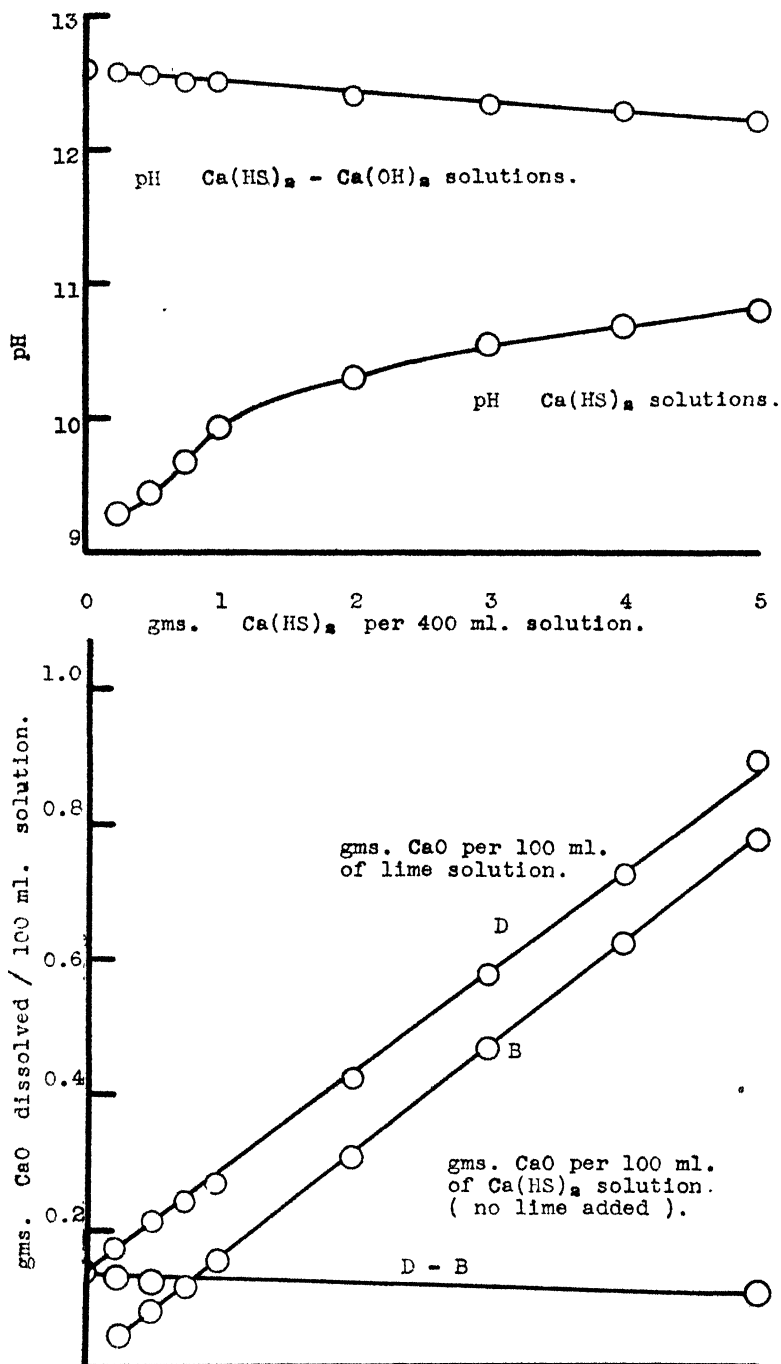 13
12
pH Ca(HS)₂ - Ca(OH)₂ solutions.
11
pH
10
pH Ca(HS)₂ solutions.
9
0 1 2 3 4 5
gms. Ca(HS)₂ per 400 ml. solution.
gms. CaO dissolved / 100 ml. solution.
1.0
0.8
gms. CaO per 100 ml.
of lime solution.
D
0.6
B
0.4
gms. CaO per 100 ml.
of Ca(HS)₂ solution.
( no lime added ).
0.2
D - B